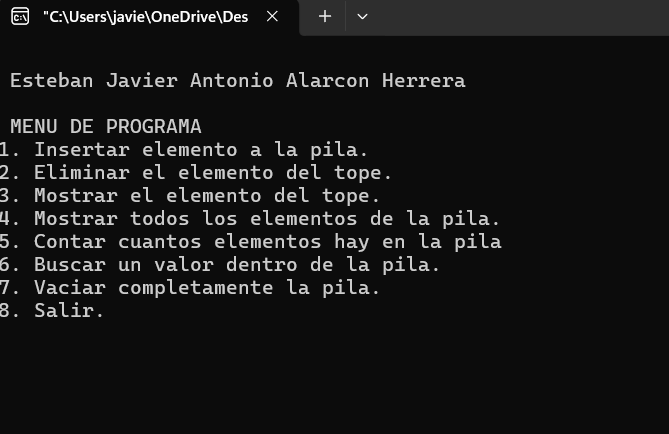 "C:\Users\javie\OneDrive\Des
Esteban Javier Antonio Alarcon Herrera
MENU DE PROGRAMA
1. Insertar elemento a la pila.
2. Eliminar el elemento del tope.
3. Mostrar el elemento del tope.
4. Mostrar todos los elementos de la pila.
5. Contar cuantos elementos hay en la pila
6. Buscar un valor dentro de la pila.
7. Vaciar completamente la pila.
8. Salir.